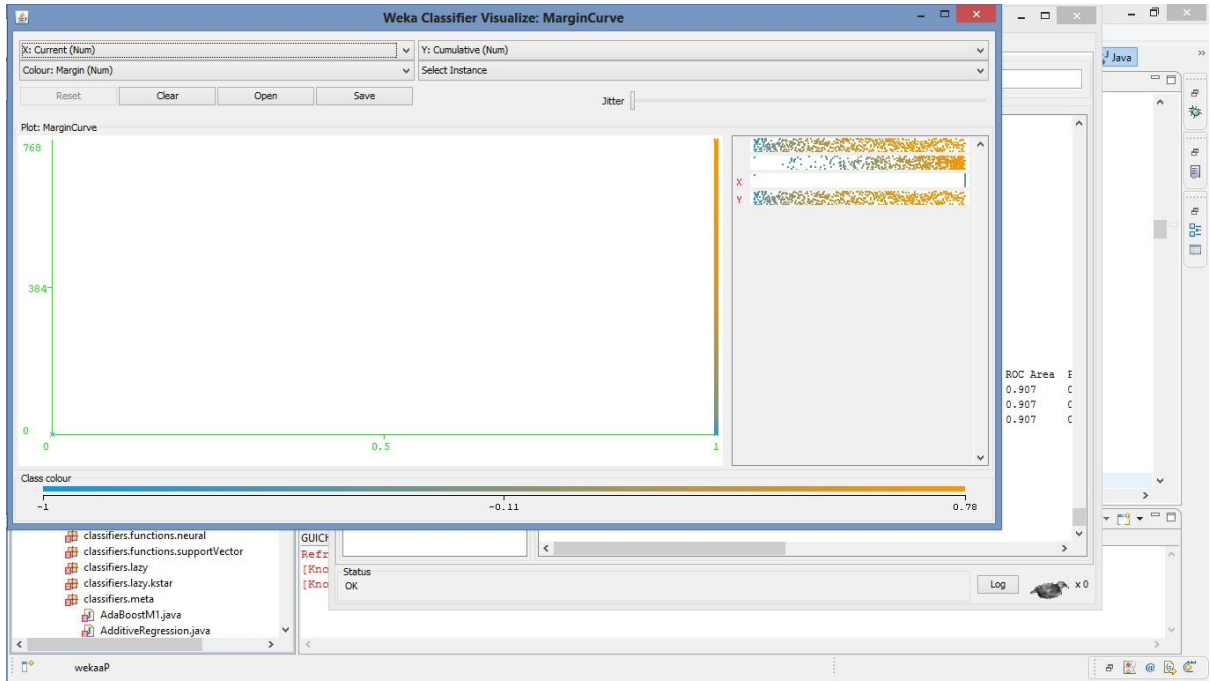 Weka Classifier Visualize: MarginCurve
X: Current (Num)
Y: Cumulative (Num)
Colour: Margin (Num)
Select Instance
Reset
Clear
Open
Save
Jitter
Plot: MarginCurve
768
384
0
0
0.5
1
X
Y
Class colour
-1
-0.11
0.78
Java
ROC Area
0.907
0.907
0.907
classifiers.functions.neural
classifiers.functions.supportVector
classifiers.lazy
classifiers.lazy.kstar
classifiers.meta
AdaBoostM1.java
AdditiveRegression.java
Refr
[Kno
[Kno
Status
OK
Log
x 0
wekaaP